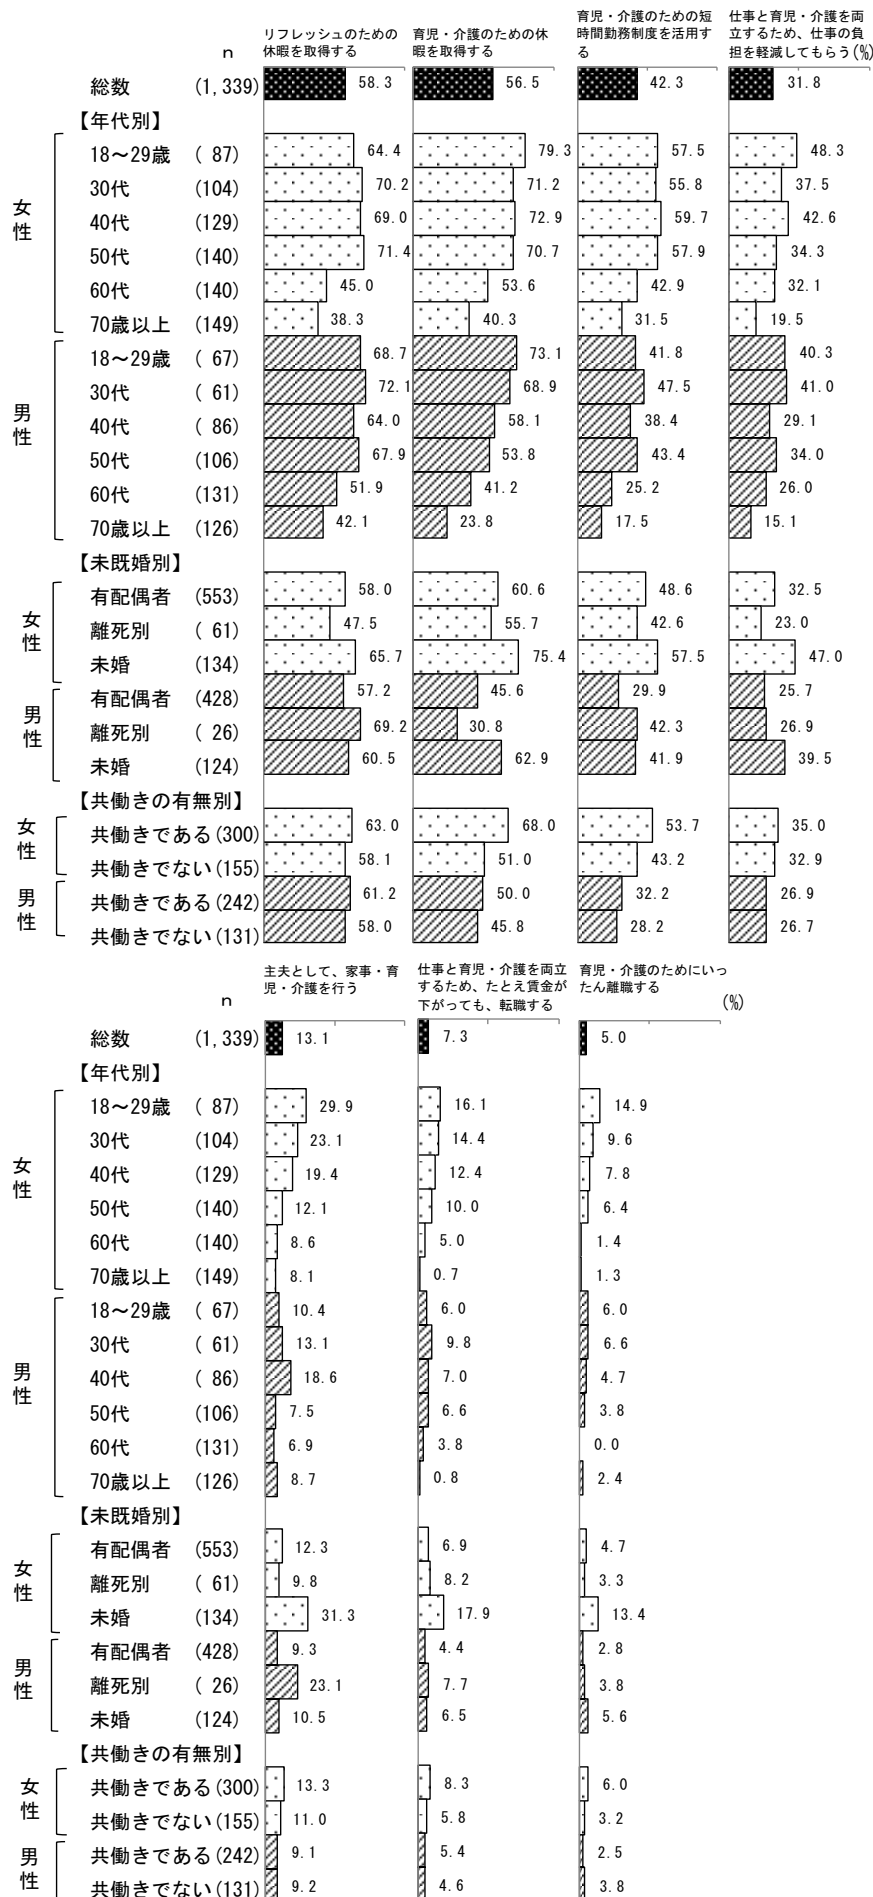 リフレッシュのための
休暇を取得する
育児・介護のための休
暇を取得する
育児・介護のための短
時間勤務制度を活用す
る
仕事と育児・介護を両
立するため、仕事の負
担を軽減してもらう(%)
n
総数 (1,339) 58.3 56.5 42.3 31.8
【年代別】
女性
18～29歳 ( 87) 64.4 79.3 57.5 48.3
30代 (104) 70.2 71.2 55.8 37.5
40代 (129) 69.0 72.9 59.7 42.6
50代 (140) 71.4 70.7 57.9 34.3
60代 (140) 45.0 53.6 42.9 32.1
70歳以上 (149) 38.3 40.3 31.5 19.5
男性
18～29歳 ( 67) 68.7 73.1 41.8 40.3
30代 ( 61) 72.1 68.9 47.5 41.0
40代 ( 86) 64.0 58.1 38.4 29.1
50代 (106) 67.9 53.8 43.4 34.0
60代 (131) 51.9 41.2 25.2 26.0
70歳以上 (126) 42.1 23.8 17.5 15.1
【未既婚別】
女性
有配偶者 (553) 58.0 60.6 48.6 32.5
離死別 ( 61) 47.5 55.7 42.6 23.0
未婚 (134) 65.7 75.4 57.5 47.0
男性
有配偶者 (428) 57.2 45.6 29.9 25.7
離死別 ( 26) 69.2 30.8 42.3 26.9
未婚 (124) 60.5 62.9 41.9 39.5
【共働きの有無別】
女性
共働きである(300) 63.0 68.0 53.7 35.0
共働きでない(155) 58.1 51.0 43.2 32.9
男性
共働きである(242) 61.2 50.0 32.2 26.9
共働きでない(131) 58.0 45.8 28.2 26.7
主夫として、家事・育
児・介護を行う
仕事と育児・介護を両立
するため、たとえ賃金が
下がっても、転職する
育児・介護のためにいっ
たん離職する
(%)
n
総数 (1,339) 13.1 7.3 5.0
【年代別】
女性
18～29歳 ( 87) 29.9 16.1 14.9
30代 (104) 23.1 14.4 9.6
40代 (129) 19.4 12.4 7.8
50代 (140) 12.1 10.0 6.4
60代 (140) 8.6 5.0 1.4
70歳以上 (149) 8.1 0.7 1.3
男性
18～29歳 ( 67) 10.4 6.0 6.0
30代 ( 61) 13.1 9.8 6.6
40代 ( 86) 18.6 7.0 4.7
50代 (106) 7.5 6.6 3.8
60代 (131) 6.9 3.8 0.0
70歳以上 (126) 8.7 0.8 2.4
【未既婚別】
女性
有配偶者 (553) 12.3 6.9 4.7
離死別 ( 61) 9.8 8.2 3.3
未婚 (134) 31.3 17.9 13.4
男性
有配偶者 (428) 9.3 4.4 2.8
離死別 ( 26) 23.1 7.7 3.8
未婚 (124) 10.5 6.5 5.6
【共働きの有無別】
女性
共働きである(300) 13.3 8.3 6.0
共働きでない(155) 11.0 5.8 3.2
男性
共働きである(242) 9.1 5.4 2.5
共働きでない(131) 9.2 4.6 3.8